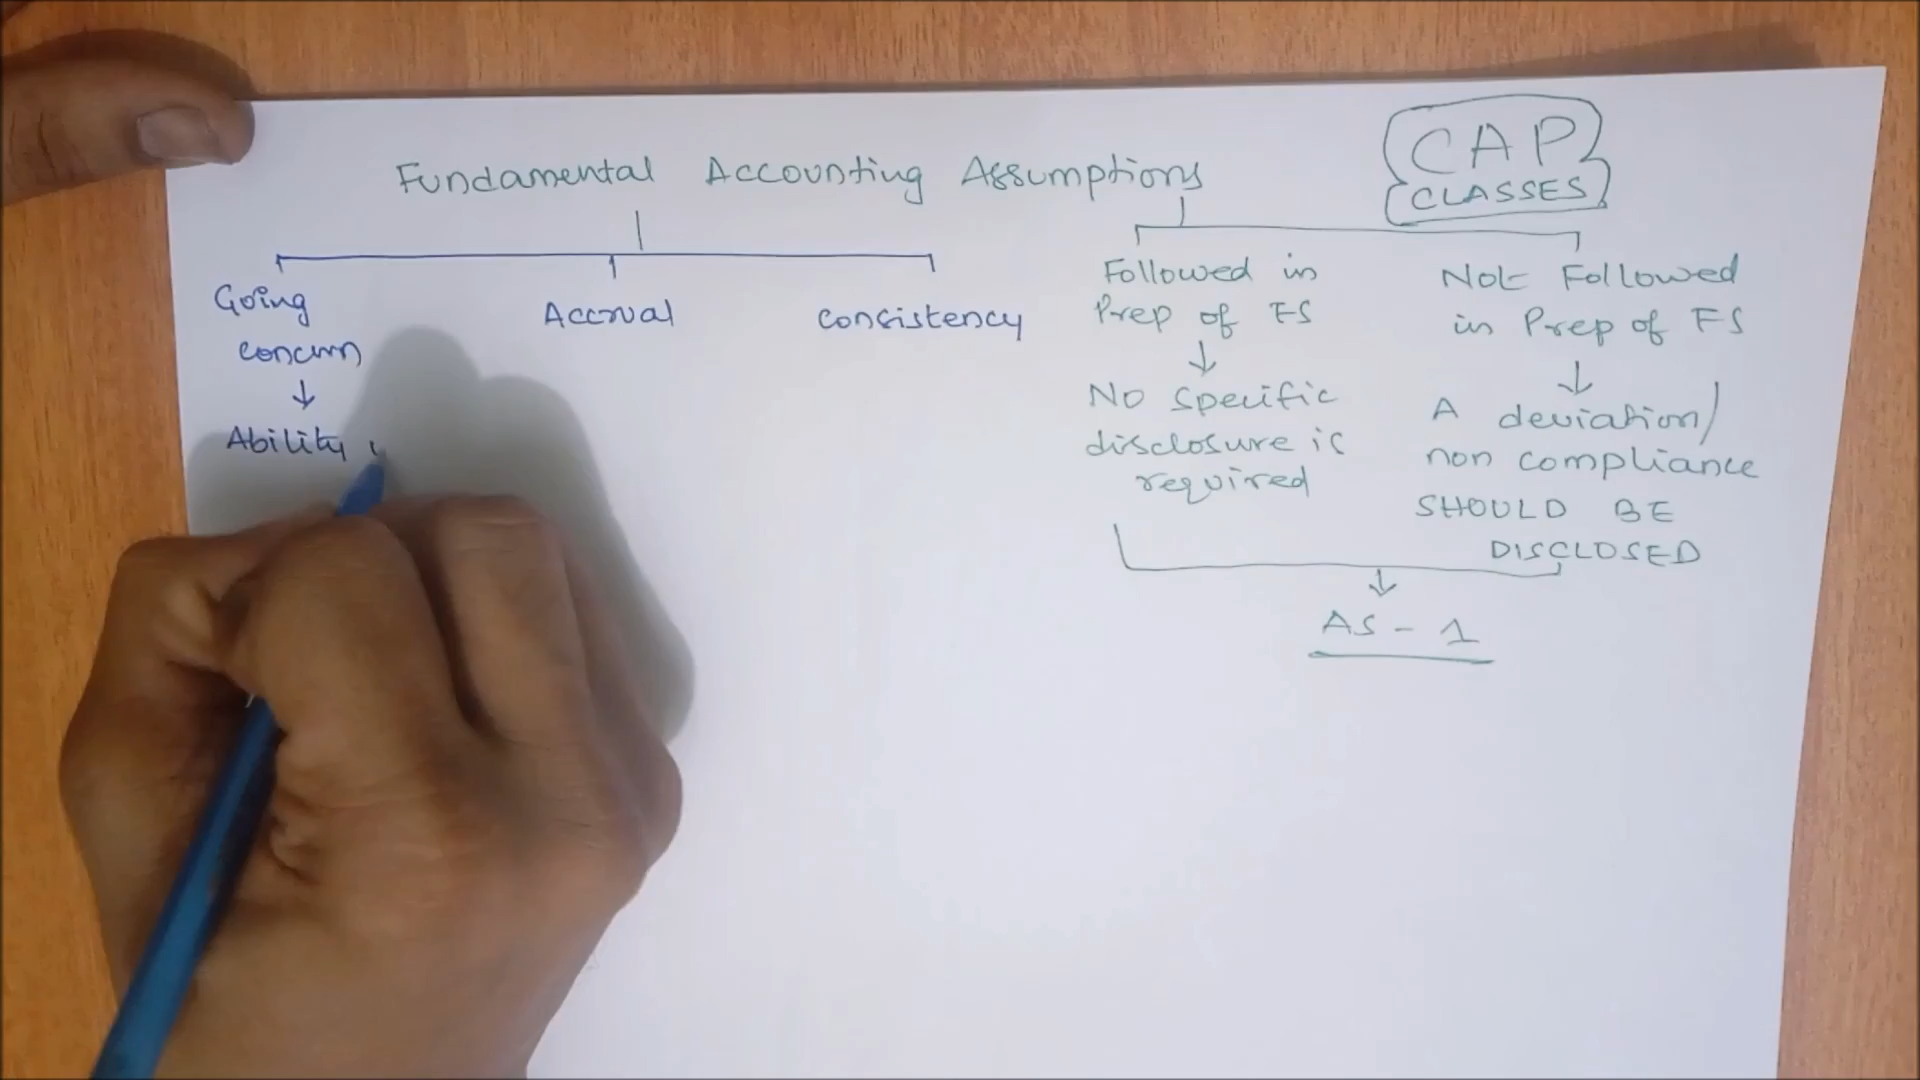 Fundamental Accounting Assumptions
CAP
CLASSES
Going
concern
↓
Ability
Accrual
consistency
Followed in
Prep of FS
↓
No specific
disclosure is
required
Not Followed
in Prep of FS
↓
A deviation/
non compliance
SHOULD BE
DISCLOSED
↓
AS - 1